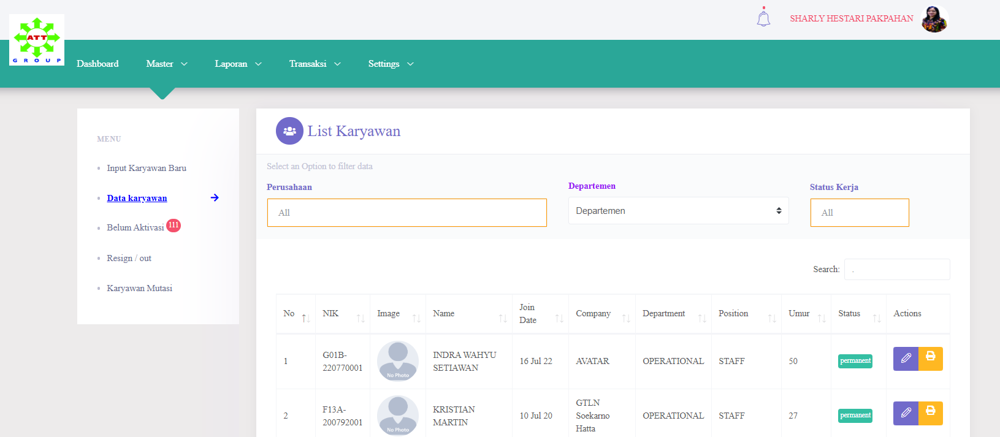 SHARLY HESTARI PAKPAHAN
ATT
GROUP
Dashboard
Master
Laporan
Transaksi
Settings
MENU
Input Karyawan Baru
Data karyawan
Belum Aktivasi 111
Resign / out
Karyawan Mutasi
List Karyawan
Select an Option to filter data
Perusahaan
All
Departemen
Departemen
Status Kerja
All
Search: .
No NIK Image Name Join Date Company Department Position Umur Status Actions
1 G01B-220770001 No Photo INDRA WAHYU SETIAWAN 16 Jul 22 AVATAR OPERATIONAL STAFF 50 permanent
2 F13A-200792001 No Photo KRISTIAN MARTIN 10 Jul 20 GTLN Soekarno Hatta OPERATIONAL STAFF 27 permanent